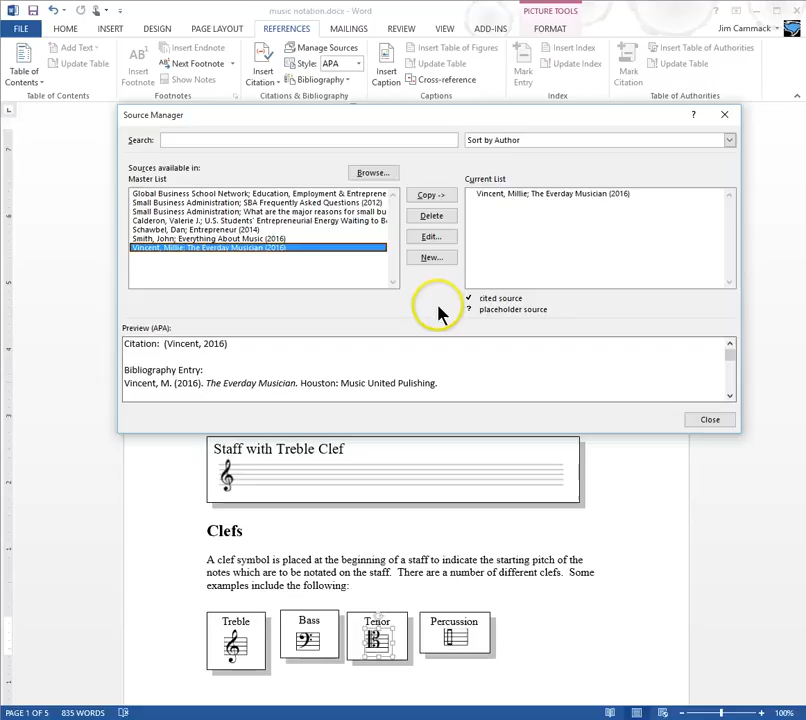 music notation.docx - Word
PICTURE TOOLS
FILE HOME INSERT DESIGN PAGE LAYOUT REFERENCES MAILINGS REVIEW VIEW ADD-INS FORMAT Jim Cammack
Table of Contents
Add Text
Update Table
Table of Contents
AB
Insert Footnote
Insert Endnote
Next Footnote
Show Notes
Footnotes
Insert Citation
Manage Sources
Style: APA
Bibliography
Citations & Bibliography
Insert Caption
Insert Table of Figures
Update Table
Cross-reference
Captions
Mark Entry
Insert Index
Update Index
Index
Mark Citation
Insert Table of Authorities
Update Table
Table of Authorities
Source Manager
Search:
Sort by Author
Sources available in:
Master List
Browse...
Current List
Global Business School Network; Education, Employment & Entreprene
Small Business Administration; SBA Frequently Asked Questions (2012)
Small Business Administration; What are the major reasons for small bu
Calderon, Valerie J.; U.S. Students' Entrepreneurial Energy Waiting to B
Schawbel, Dan; Entrepreneur (2014)
Smith, John; Everything About Music (2016)
Vincent, Millie; The Everday Musician (2016)
Copy ->
Delete
Edit...
New...
Vincent, Millie; The Everday Musician (2016)
cited source
? placeholder source
Preview (APA):
Citation: (Vincent, 2016)
Bibliography Entry:
Vincent, M. (2016). The Everday Musician. Houston: Music United Pulishing.
Close
Staff with Treble Clef
Clefs
A clef symbol is placed at the beginning of a staff to indicate the starting pitch of the
notes which are to be notated on the staff. There are a number of different clefs. Some
examples include the following:
Treble Bass Tenor Percussion
PAGE 1 OF 5 835 WORDS 100%